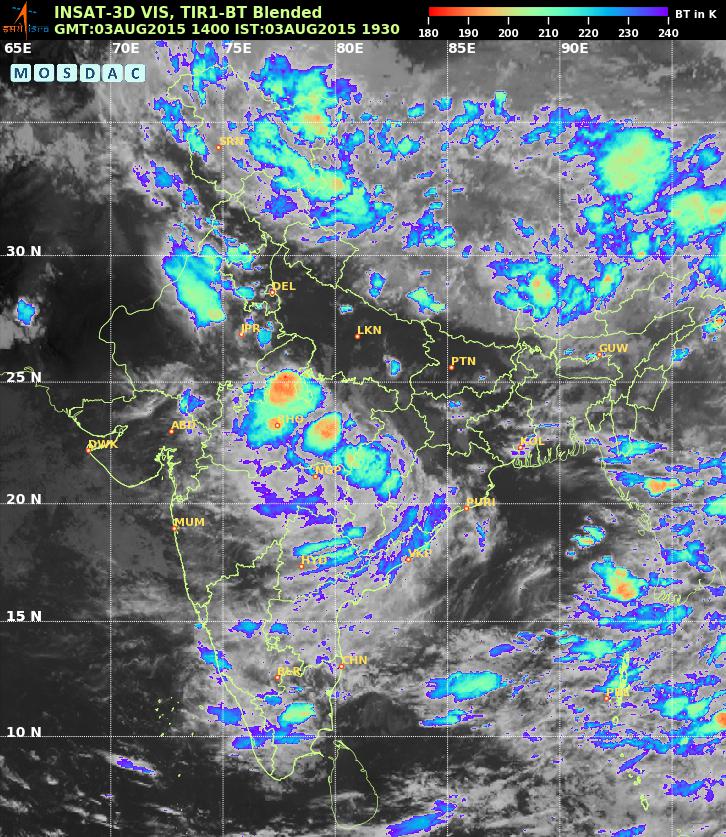 INSAT-3D VIS, TIR1-BT Blended
GMT:03AUG2015 1400 IST:03AUG2015 1930
BT in K
180 190 200 210 220 230 240
65E 70E 75E 80E 85E 90E
MOSDAC
SRN
30 N
DEL
JPR LKN
GUW
PTN
25 N
BHO
ABD
DWK KOL
NGP
20 N
PURI
MUM
VKP
HYD
15 N
CHN
BLR
PBL
10 N